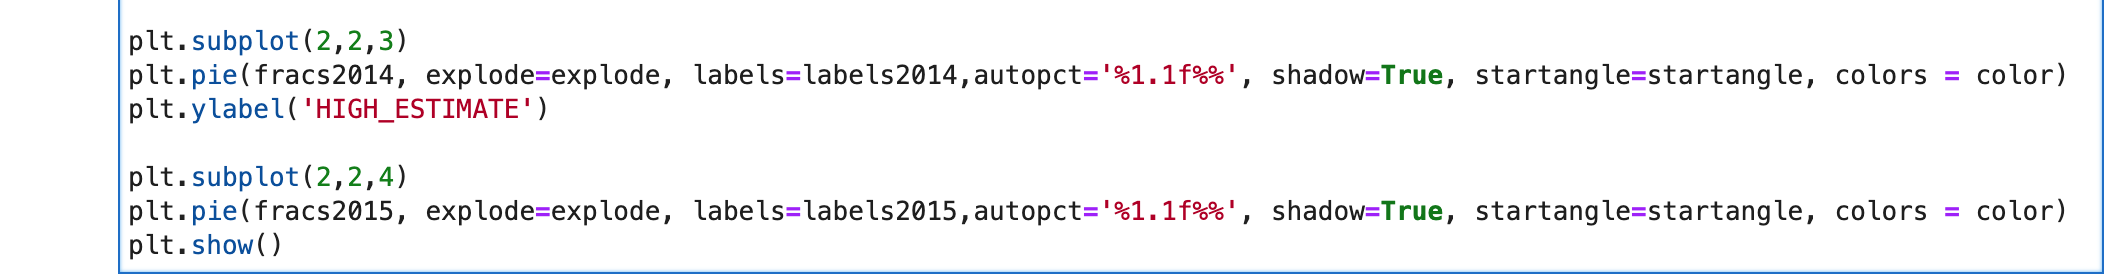 plt.subplot(2,2,3)
plt.pie(fracs2014, explode=explode, labels=labels2014,autopct='%1.1f%%', shadow=True, startangle=startangle, colors = color)
plt.ylabel('HIGH_ESTIMATE')
plt.subplot(2,2,4)
plt.pie(fracs2015, explode=explode, labels=labels2015,autopct='%1.1f%%', shadow=True, startangle=startangle, colors = color)
plt.show()